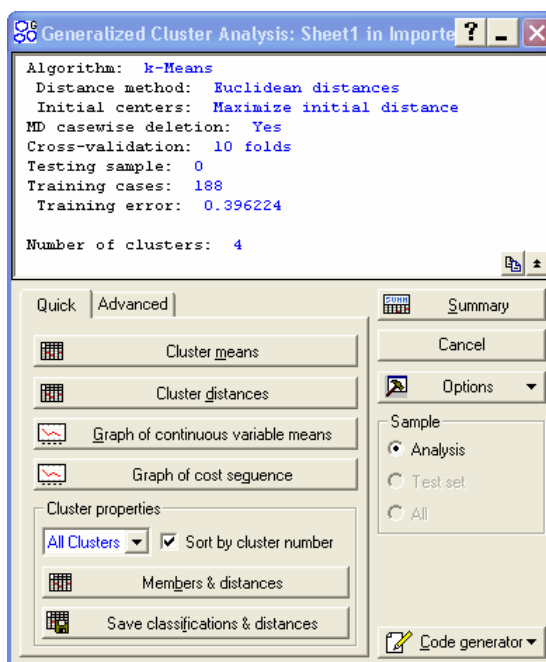 Generalized Cluster Analysis: Sheet1 in Importe
Algorithm: k-Means
Distance method: Euclidean distances
Initial centers: Maximize initial distance
MD casewise deletion: Yes
Cross-validation: 10 folds
Testing sample: 0
Training cases: 188
Training error: 0.396224
Number of clusters: 4
Quick
Advanced
Cluster means
Cluster distances
Graph of continuous variable means
Graph of cost sequence
Cluster properties
All Clusters
Sort by cluster number
Members & distances
Save classifications & distances
SUMM
Summary
Cancel
Options
Sample
Analysis
Test set
All
Code generator